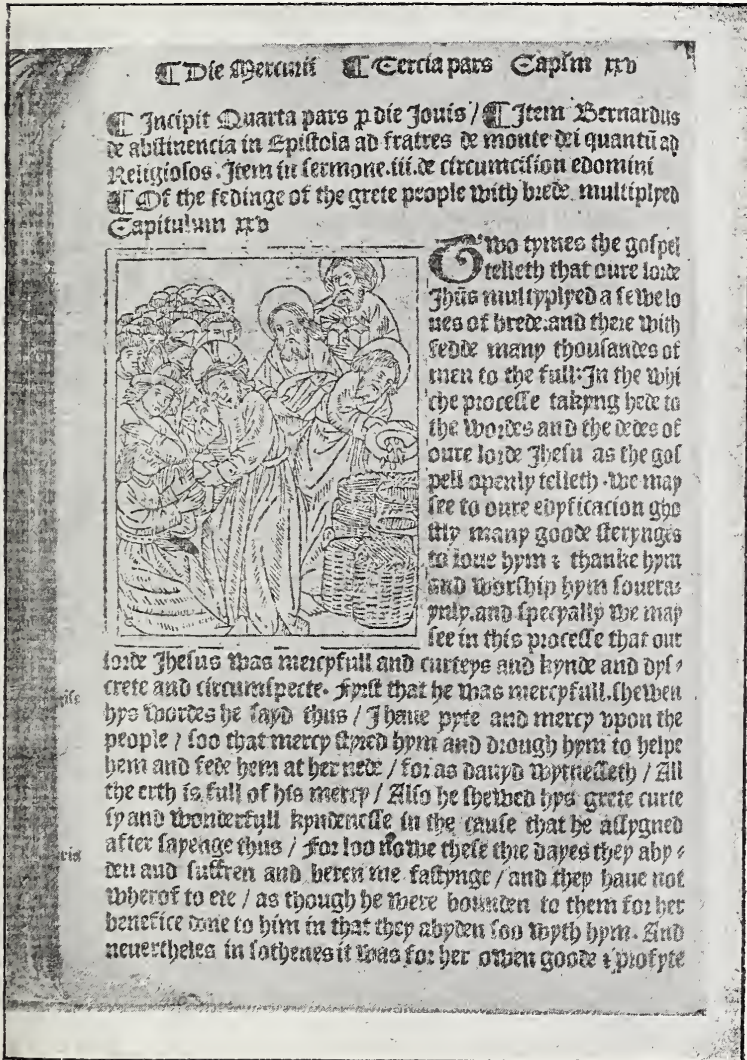 ¶ Die Mercurii ¶ Tercia pars Capľm xxv
¶ Incipit Quarta pars ꝓ die Jouis / ¶ Item Bernardus
de abstinencia in Epistola ad fratres de monte dei quantū ad
Religiosos . Item in sermone .iii. de circumcision edomini
¶ Of the fedinge of the grete people with brede multiplyed
Capitulum xxv
Two tymes the gospel
telleth that oure lorde
Jhūs multyplyed a fewe lo
ues of brede: and there with
fedde many thousandes of
men to the full: In the whi
che processe takyng hede to
the wordes and the dedes of
oure lorde Jhesu as the gos
pell openly telleth . we may
see to oure edyficacion gho
stly many goode sterynges
to loue hym ⁊ thanke hym
and worship hym souera⸗
ynly. and specyally we may
see in this processe that our
lorde Jhesus was mercyfull and curteys and kynde and dys⸗
crete and circumspecte. Fyrst that he was mercyfull. shewen
hys wordes he sayd thus / J haue pyte and mercy vpon the
people / soo that mercy styred hym and drough hym to helpe
hem and fede hem at her nede / for as dauyd wytnesseth / All
the erth is full of his mercy / Also he shewed hys grete curte
sy and wonderfull kyndenesse in the cause that he assygned
after sayenge thus / For loo nowe these thre dayes they aby⸗
den and suffren and beren me fastynge / and they haue not
wherof to ete / as though he were bounden to them for her
benefice done to him in that they abyden soo wyth hym. And
neuertheles in sothenes it was for her owen goode ⁊ profyte